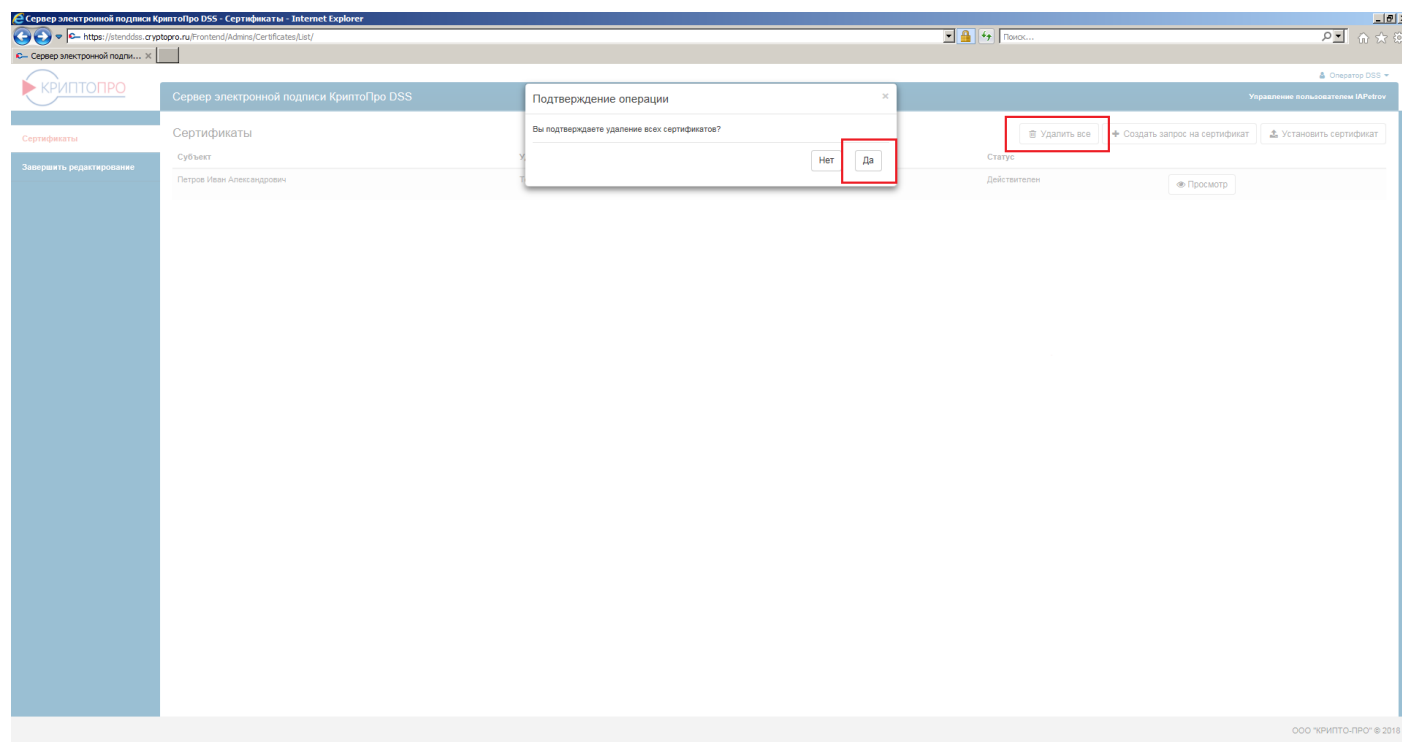 Сервер электронной подписи КриптоПро DSS - Сертификаты - Internet Explorer
https://stenddss.cryptopro.ru/Frontend/Admins/Certificates/List/
Поиск...
Сервер электронной подпи...
КРИПТОПРО
Оператор DSS
Сервер электронной подписи КриптоПро DSS
Управление пользователем IAPetrov
Подтверждение операции
Вы подтверждаете удаление всех сертификатов?
Нет
Да
Сертификаты
Завершить редактирование
Сертификаты
Удалить все
Создать запрос на сертификат
Установить сертификат
Субъект
Статус
Петров Иван Александрович
Действителен
Просмотр
ООО "КРИПТО-ПРО" © 2016